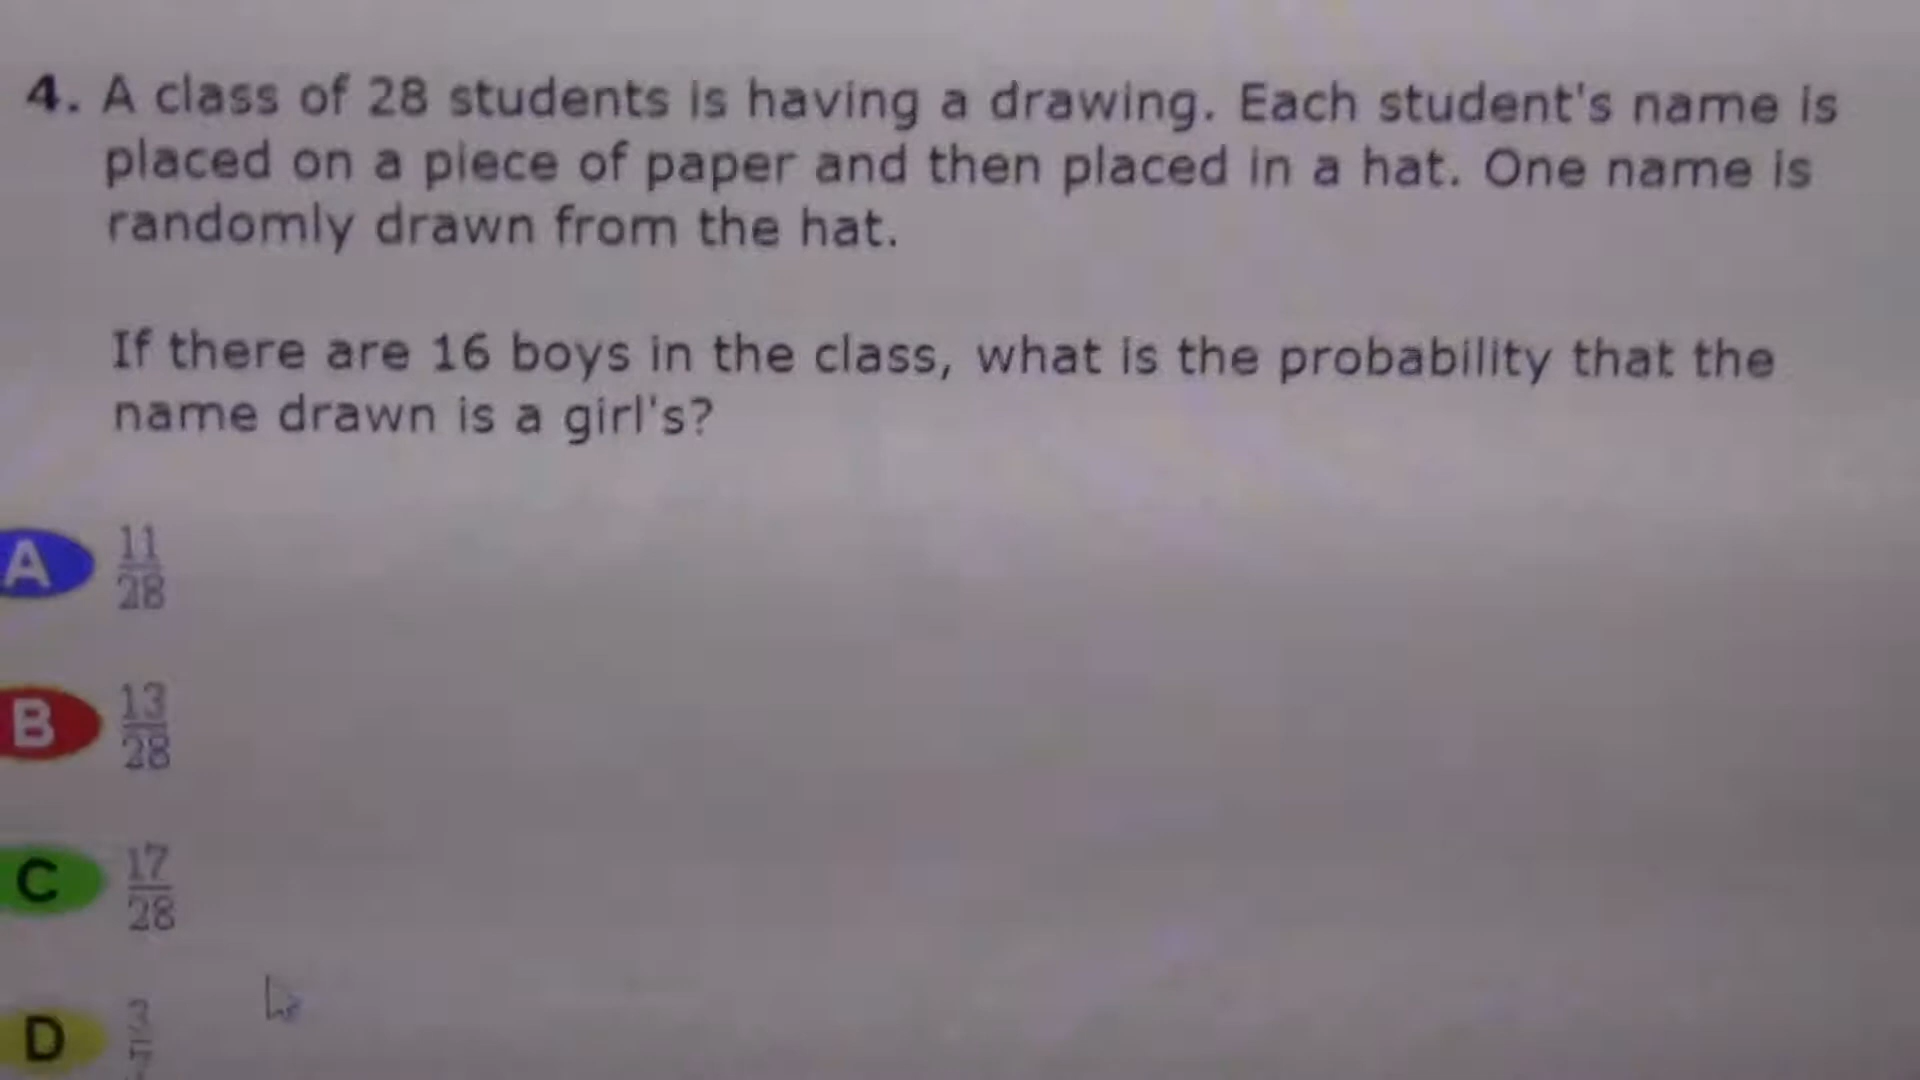 4. A class of 28 students is having a drawing. Each student's name is
placed on a piece of paper and then placed in a hat. One name is
randomly drawn from the hat.
If there are 16 boys in the class, what is the probability that the
name drawn is a girl's?
A 11/28
B 13/28
C 17/28
D 3/7